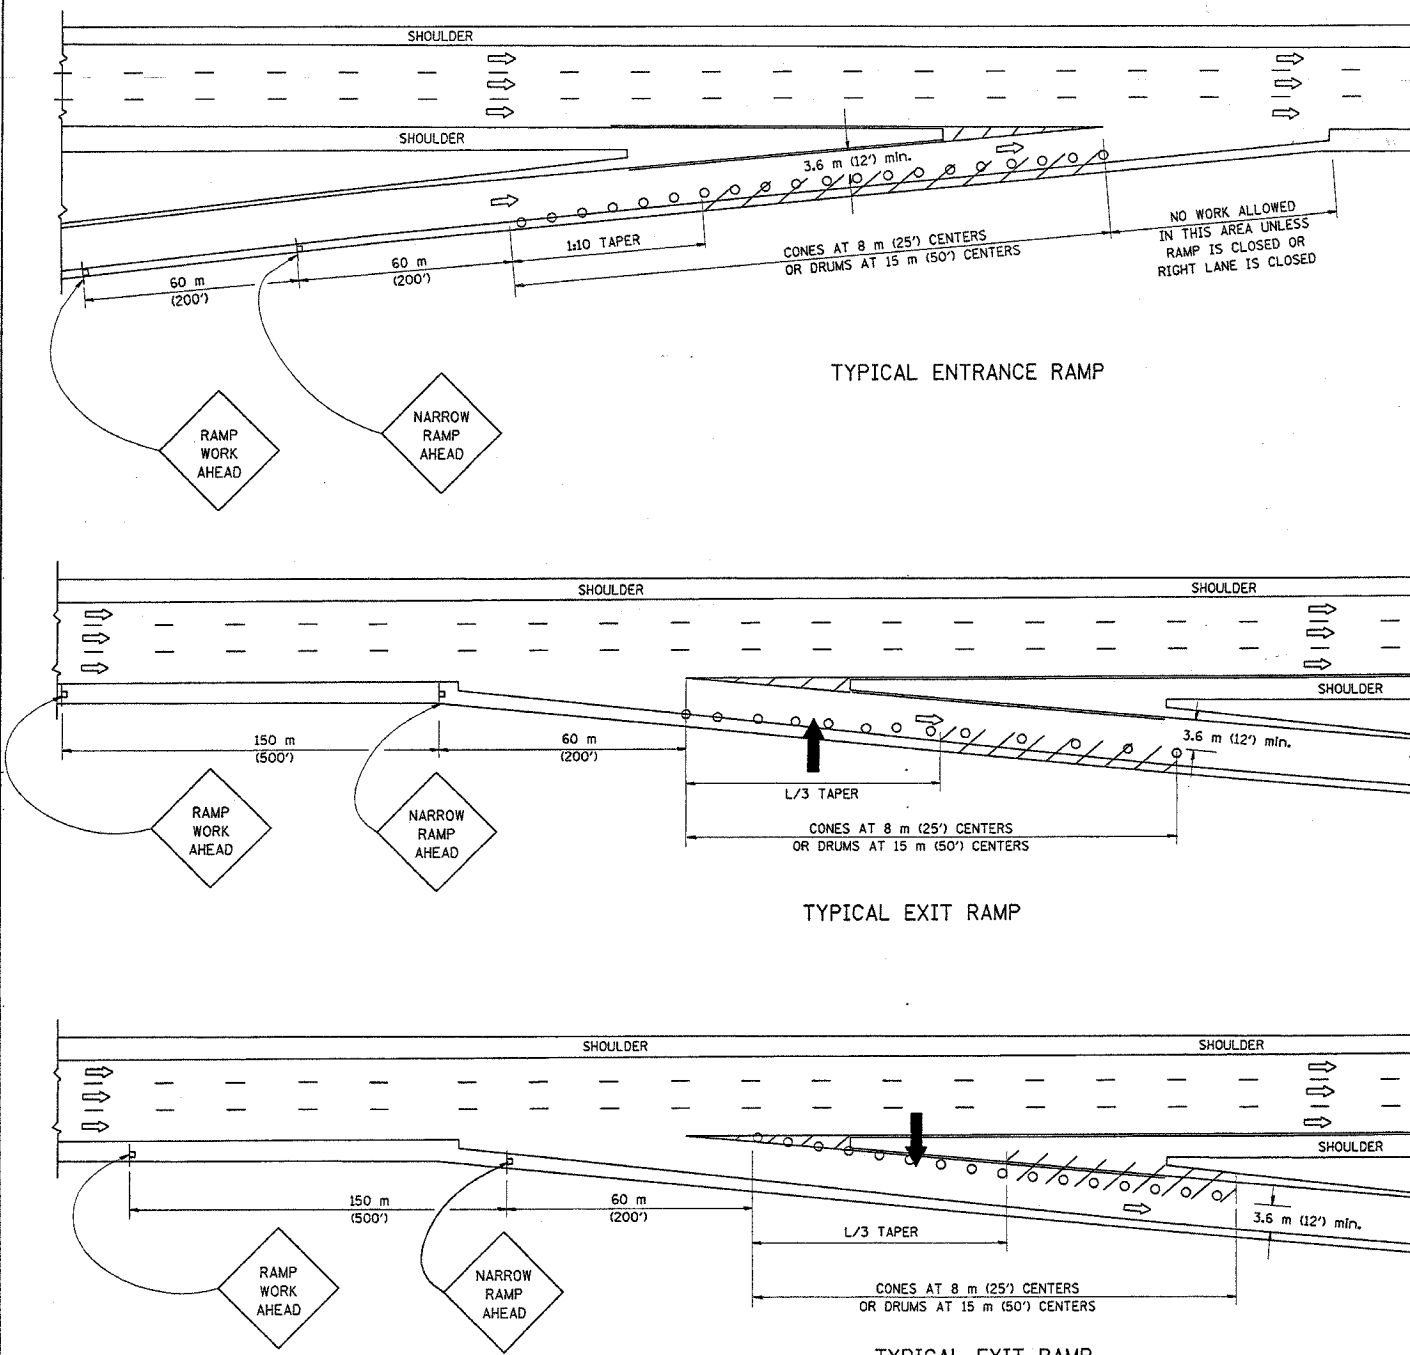 SHOULDER
SHOULDER
3.6 m (12') min.
1:10 TAPER
60 m
(200')
60 m
(200')
CONES AT 8 m (25') CENTERS
OR DRUMS AT 15 m (50') CENTERS
NO WORK ALLOWED
IN THIS AREA UNLESS
RAMP IS CLOSED OR
RIGHT LANE IS CLOSED
TYPICAL ENTRANCE RAMP
RAMP
WORK
AHEAD
NARROW
RAMP
AHEAD
SHOULDER
SHOULDER
SHOULDER
3.6 m (12') min.
150 m
(500')
60 m
(200')
L/3 TAPER
CONES AT 8 m (25') CENTERS
OR DRUMS AT 15 m (50') CENTERS
RAMP
WORK
AHEAD
NARROW
RAMP
AHEAD
TYPICAL EXIT RAMP
SHOULDER
SHOULDER
SHOULDER
150 m
(500')
60 m
(200')
3.6 m (12') min.
L/3 TAPER
CONES AT 8 m (25') CENTERS
OR DRUMS AT 15 m (50') CENTERS
RAMP
WORK
AHEAD
NARROW
RAMP
AHEAD
TYPICAL EXIT RAMP